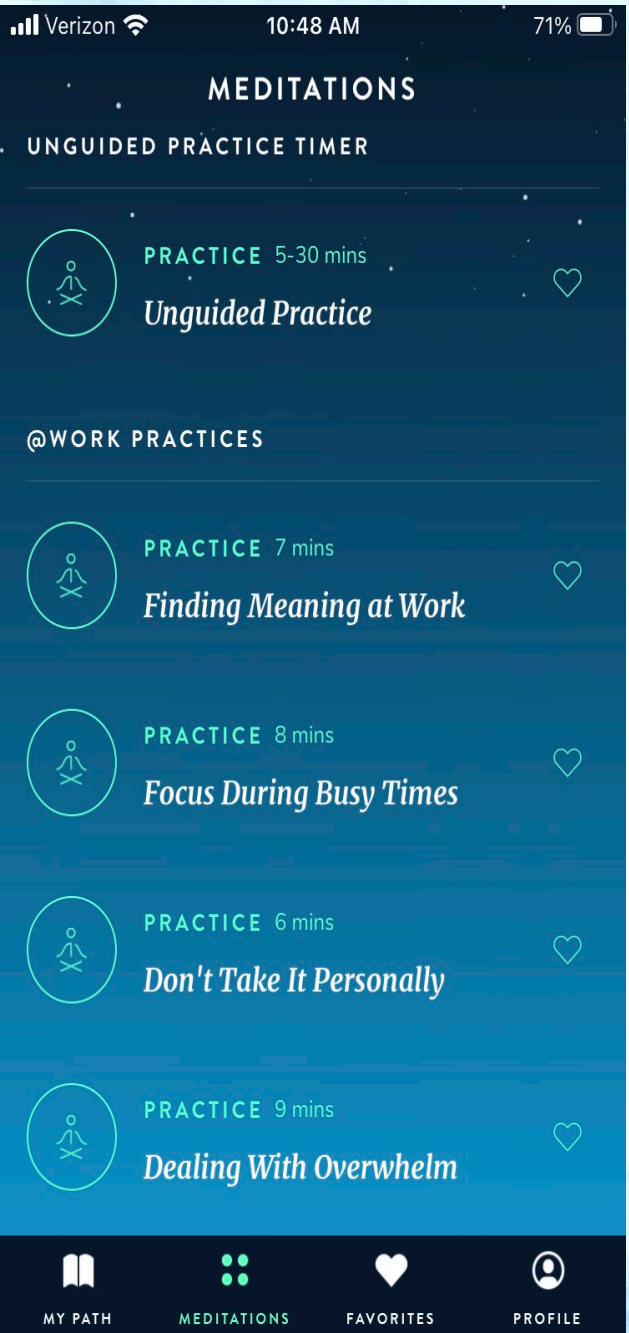 Verizon 10:48 AM 71%
MEDITATIONS
UNGUIDED PRACTICE TIMER
PRACTICE 5-30 mins
Unguided Practice
@WORK PRACTICES
PRACTICE 7 mins
Finding Meaning at Work
PRACTICE 8 mins
Focus During Busy Times
PRACTICE 6 mins
Don't Take It Personally
PRACTICE 9 mins
Dealing With Overwhelm
MY PATH MEDITATIONS FAVORITES PROFILE